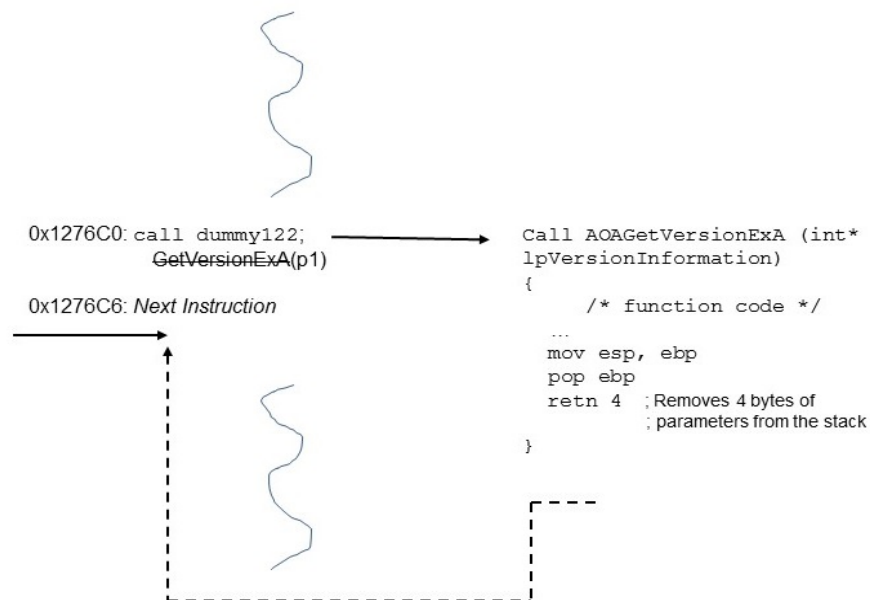 0x1276C0: call dummy122;
GetVersionExA(p1)
0x1276C6: Next Instruction
Call AOAGetVersionExA (int*
lpVersionInformation)
{
/* function code */
...
mov esp, ebp
pop ebp
retn 4 ; Removes 4 bytes of
; parameters from the stack
}